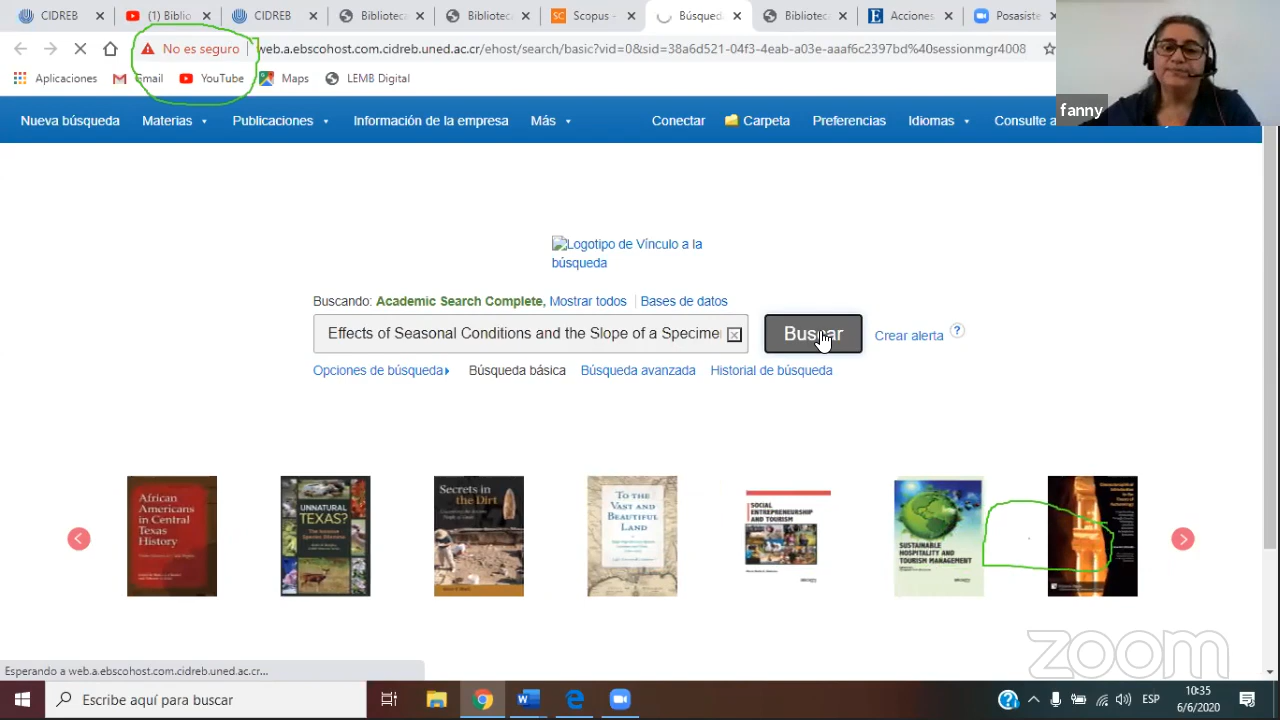 CIDREB
(1) Biblio
CIDREB
Bibliotec
Bibliotec
Scopus -
Búsqued
Bibliotec
Acciones
Posasiste
No es seguro | web.a.ebscohost.com.cidreb.uned.ac.cr/ehost/search/basic?vid=0&sid=38a6d521-04f3-4eab-a03e-aaaf6c2397bd%40sessionmgr4008
Aplicaciones Gmail YouTube Maps LEMB Digital
fanny
Nueva búsqueda Materias Publicaciones Información de la empresa Más Conectar Carpeta Preferencias Idiomas Consulte a
Logotipo de Vínculo a la
búsqueda
Buscando: Academic Search Complete, Mostrar todos Bases de datos
Effects of Seasonal Conditions and the Slope of a Specimen
Buscar
Crear alerta ?
Opciones de búsqueda Búsqueda básica Búsqueda avanzada Historial de búsqueda
African
Americans
in Central
Texas
History
UNNATURAL
TEXAS?
Secrets in
the Dirt
TO THE
VAST AND
BEAUTIFUL
LAND
SOCIAL
ENTREPRENEURSHIP
AND TOURISM
SUSTAINABLE
HOSPITALITY AND
TOURISM MANAGEMENT
zoom
Esperando a web.a.ebscohost.com.cidreb.uned.ac.cr...
Escribe aquí para buscar
ESP
10:35
6/6/2020